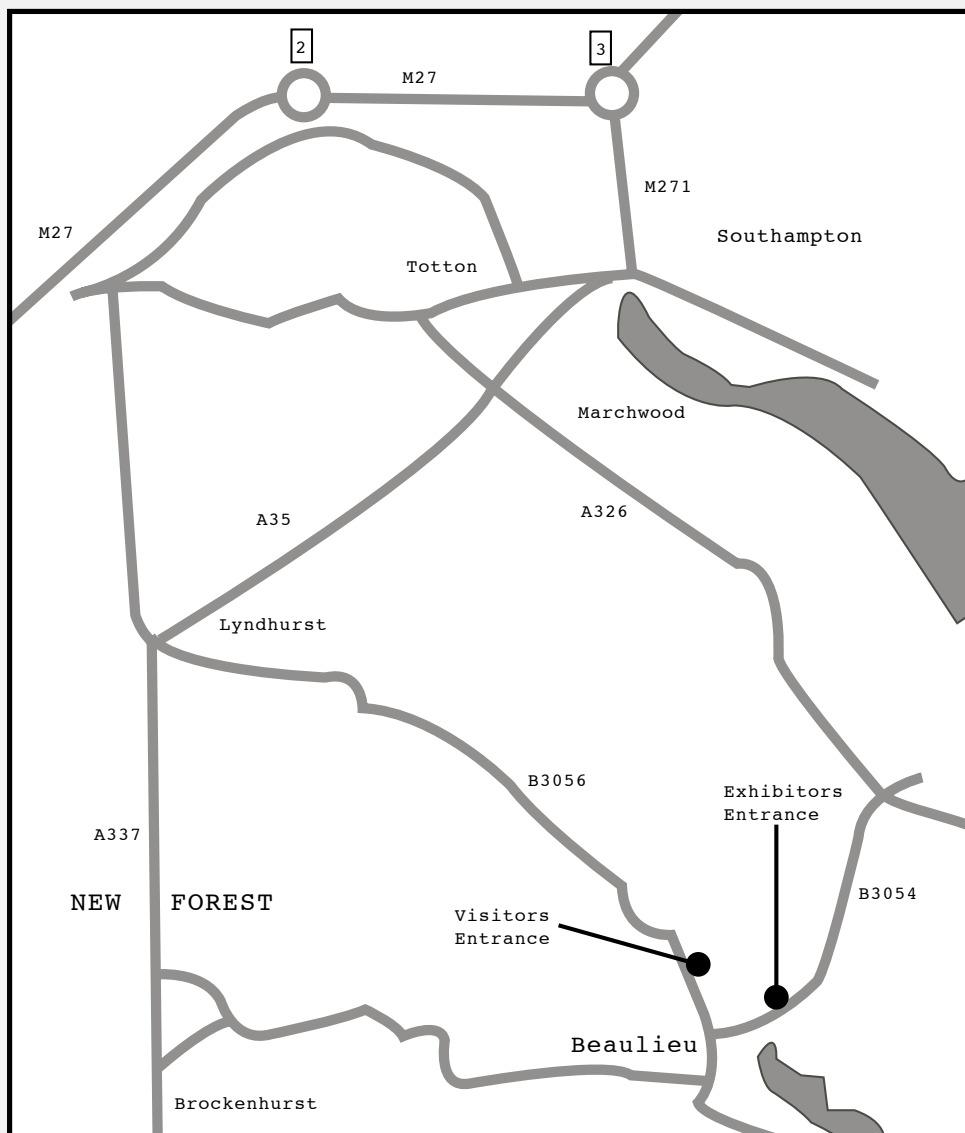 2
3
M27
M271
M27
Southampton
Totton
Marchwood
A35
A326
Lyndhurst
B3056
Exhibitors
Entrance
A337
NEW FOREST
B3054
Visitors
Entrance
Beaulieu
Brockenhurst